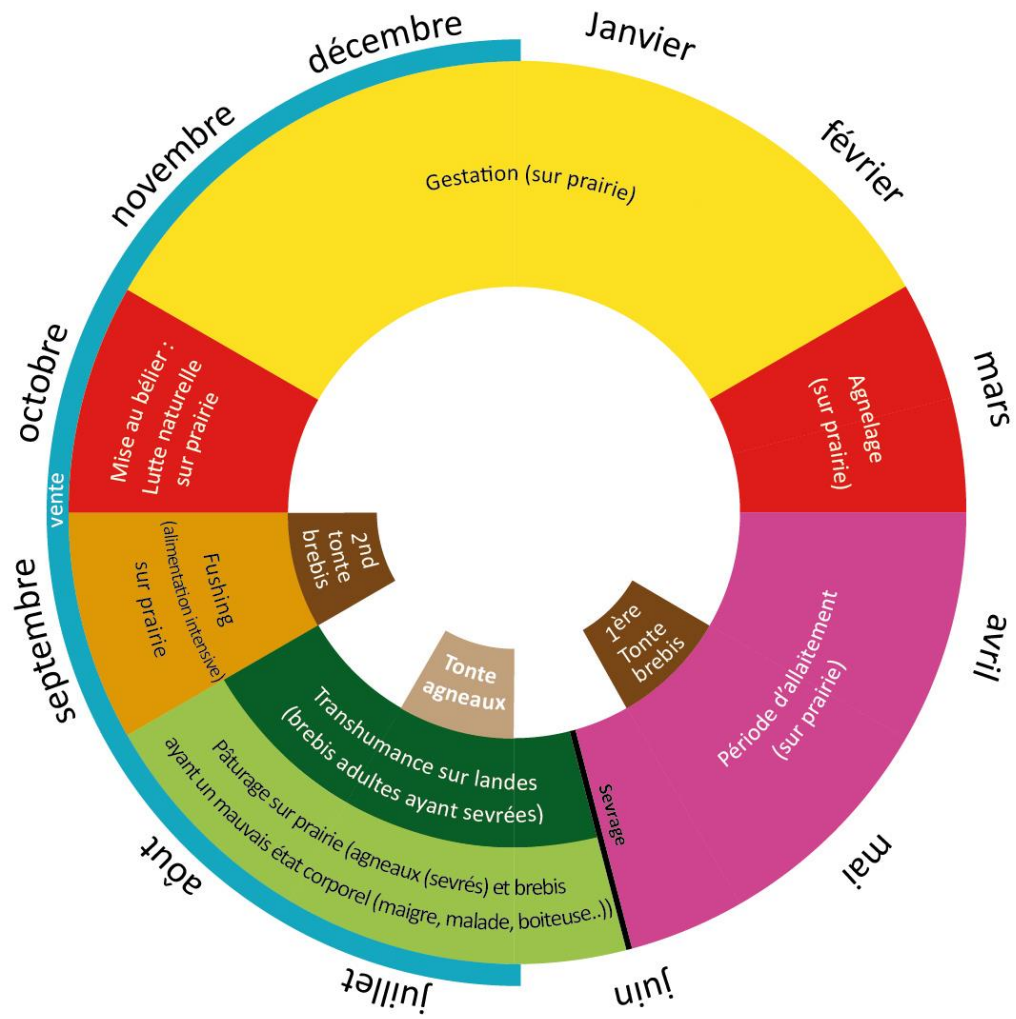 Janvier
février
mars
avril
mai
juin
juillet
aôut
septembre
octobre
novembre
décembre
vente
Gestation (sur prairie)
Agnelage
(sur prairie)
Période d'allaitement
(sur prairie)
1ère
Tonte
brebis
Sevrage
Transhumance sur landes
(brebis adultes ayant sevrées)
Pâturage sur prairie (agneaux (sevrés) et brebis
ayant un mauvais état corporel (maigre, malade, boiteuse..))
Tonte
agneaux
2nd
tonte
brebis
Fushing
(alimentation intensive)
sur prairie
Mise au bélier :
Lutte naturelle
sur prairie